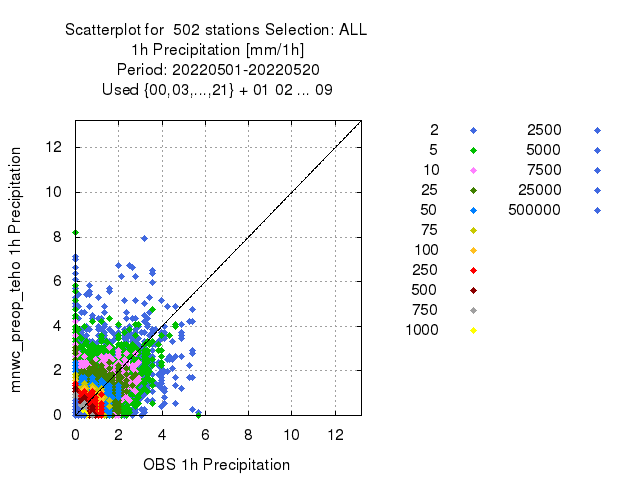 Scatterplot for 502 stations Selection: ALL
1h Precipitation [mm/1h]
Period: 20220501-20220520
Used {00,03,...,21} + 01 02 ... 09
mnwc_preop_teho 1h Precipitation
12
10
8
6
4
2
0
0 2 4 6 8 10 12
OBS 1h Precipitation
2 2500
5 5000
10 7500
25 25000
50 500000
75
100
250
500
750
1000